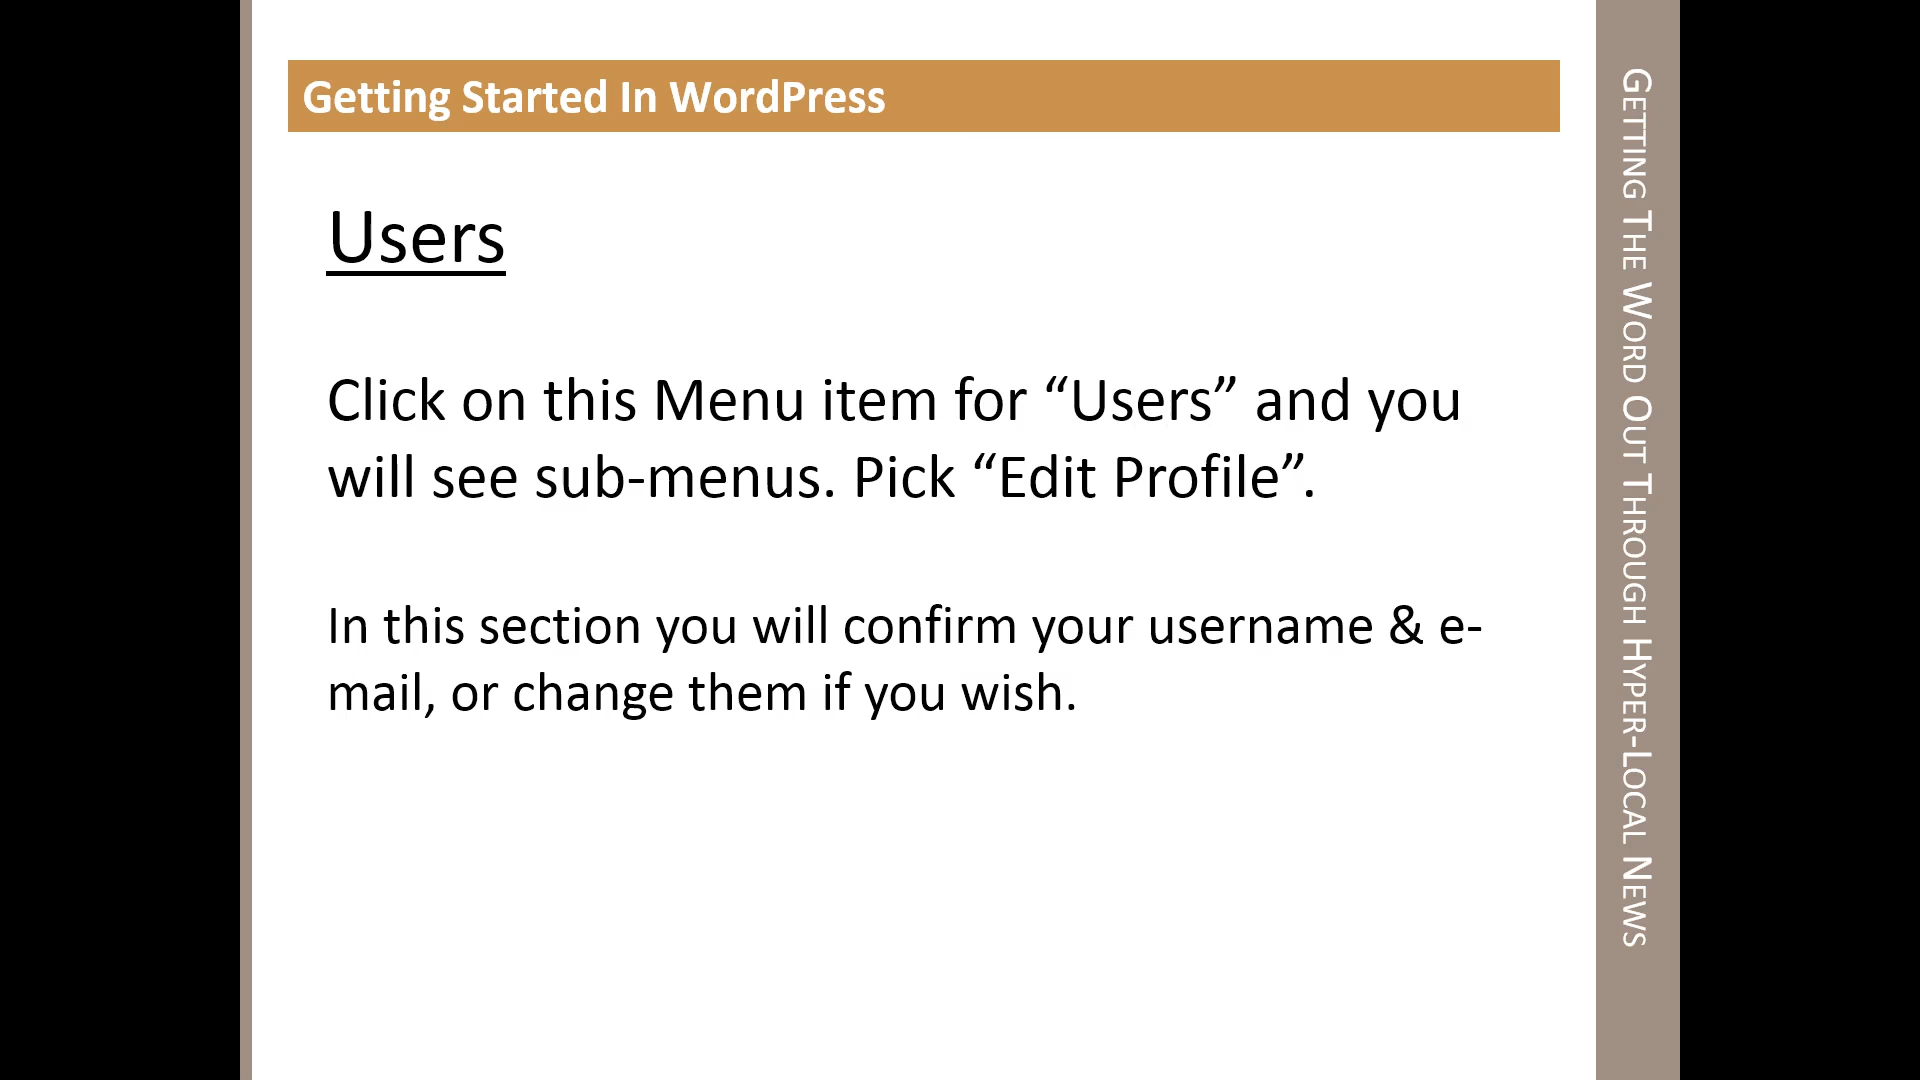 Getting Started In WordPress
Users
Click on this Menu item for “Users” and you
will see sub-menus. Pick “Edit Profile”.
In this section you will confirm your username & e-
mail, or change them if you wish.
Getting The Word Out Through Hyper-Local News